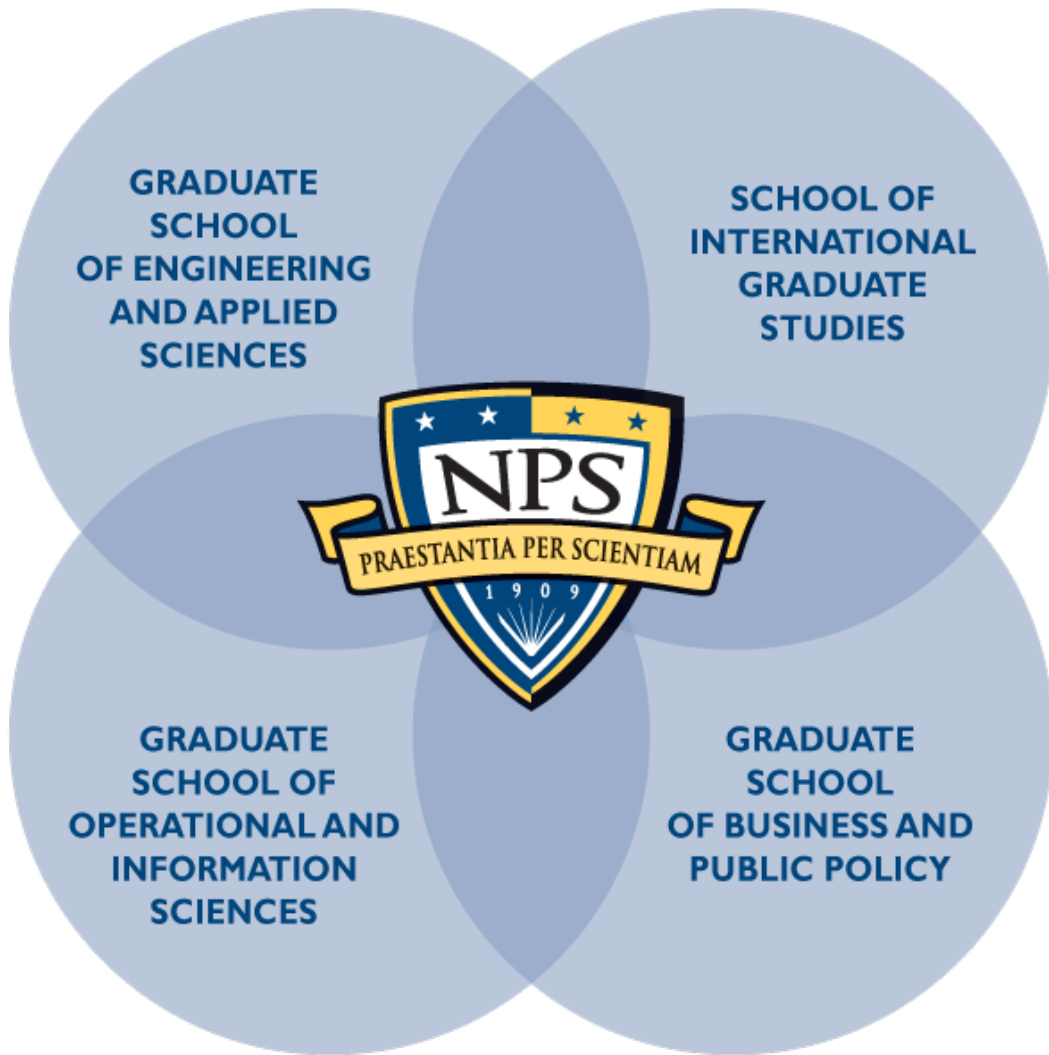 GRADUATE
SCHOOL
OF ENGINEERING
AND APPLIED
SCIENCES
SCHOOL OF
INTERNATIONAL
GRADUATE
STUDIES
NPS
PRAESTANTIA PER SCIENTIAM
1909
GRADUATE
SCHOOL OF
OPERATIONAL AND
INFORMATION
SCIENCES
GRADUATE
SCHOOL
OF BUSINESS AND
PUBLIC POLICY